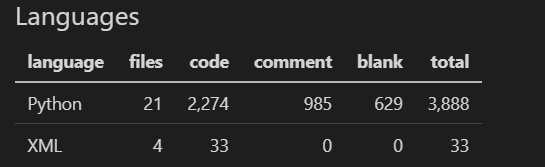 Languages
language files code comment blank total
Python 21 2,274 985 629 3,888
XML 4 33 0 0 33